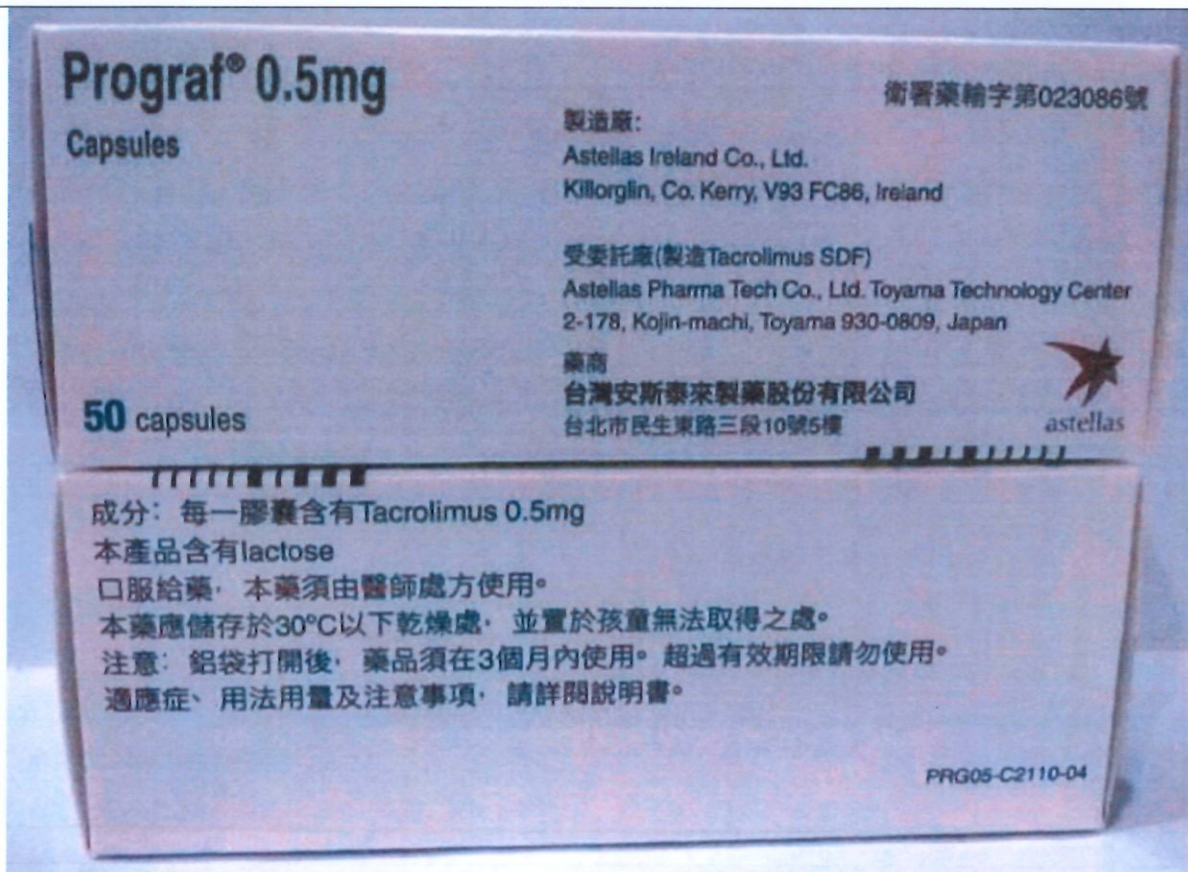 Prograf® 0.5mg
Capsules
衛署藥輸字第023086號
製造廠:
Astellas Ireland Co., Ltd.
Killorglin, Co. Kerry, V93 FC86, Ireland
受委託廠(製造Tacrolimus SDF)
Astellas Pharma Tech Co., Ltd. Toyama Technology Center
2-178, Kojin-machi, Toyama 930-0809, Japan
藥商
台灣安斯泰來製藥股份有限公司
台北市民生東路三段10號5樓
50 capsules
astellas
成分：每一膠囊含有Tacrolimus 0.5mg
本產品含有lactose
口服給藥，本藥須由醫師處方使用。
本藥應儲存於30°C以下乾燥處，並置於孩童無法取得之處。
注意：鋁袋打開後，藥品須在3個月內使用。超過有效期限請勿使用。
適應症、用法用量及注意事項，請詳閱說明書。
PRG05-C2110-04